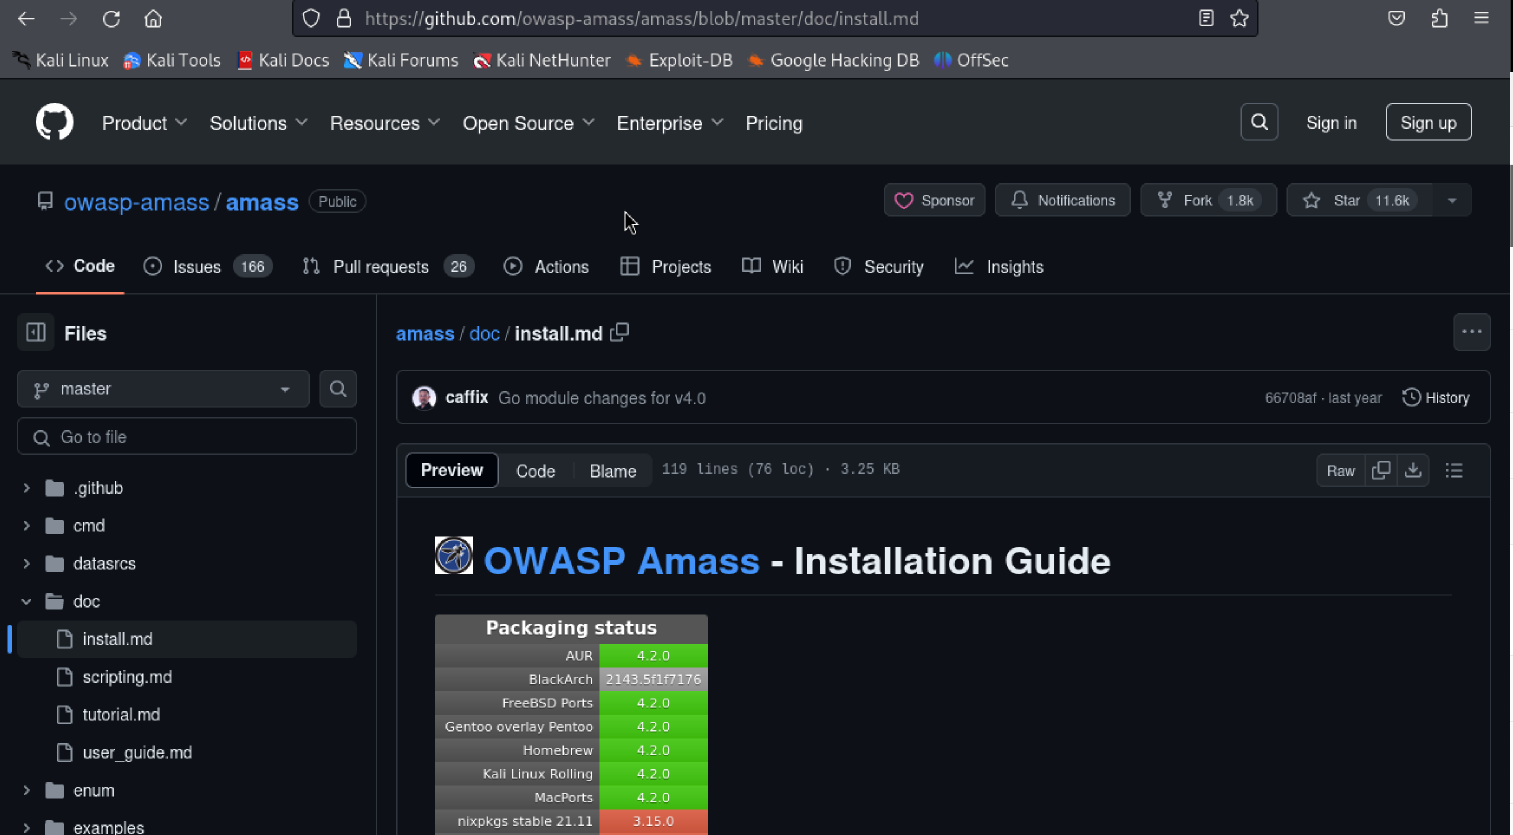 https://github.com/owasp-amass/amass/blob/master/doc/install.md
Kali Linux Kali Tools Kali Docs Kali Forums Kali NetHunter Exploit-DB Google Hacking DB OffSec
Product Solutions Resources Open Source Enterprise Pricing Sign in Sign up
owasp-amass / amass Public Sponsor Notifications Fork 1.8k Star 11.6k
Code Issues 166 Pull requests 26 Actions Projects Wiki Security Insights
Files
master
Go to file
.github
cmd
datasrcs
doc
install.md
scripting.md
tutorial.md
user_guide.md
enum
examples
amass / doc / install.md
caffix Go module changes for v4.0 66708af · last year History
Preview Code Blame 119 lines (76 loc) · 3.25 KB Raw
OWASP Amass - Installation Guide
Packaging status
AUR 4.2.0
BlackArch 2143.5f1f7176
FreeBSD Ports 4.2.0
Gentoo overlay Pentoo 4.2.0
Homebrew 4.2.0
Kali Linux Rolling 4.2.0
MacPorts 4.2.0
nixpkgs stable 21.11 3.15.0